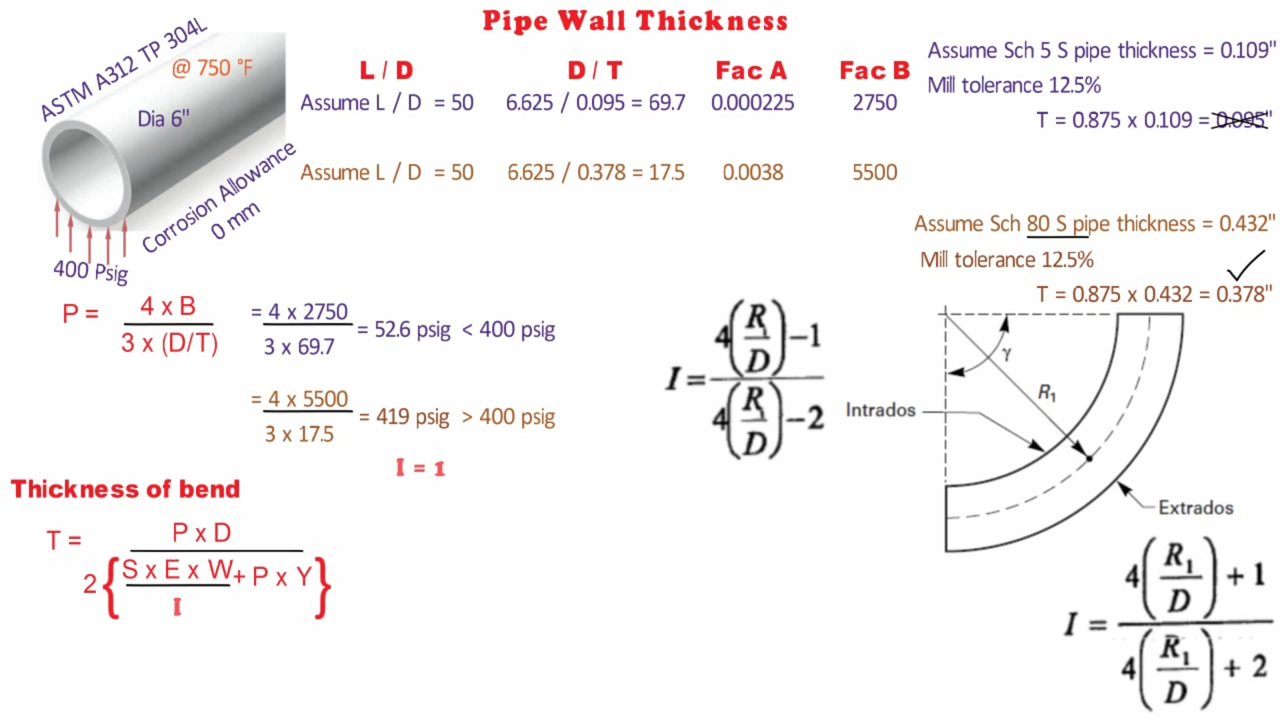 Pipe Wall Thickness
ASTM A312 TP 304L
@ 750 °F
Dia 6"
Corrosion Allowance
0 mm
400 Psig
L / D D / T Fac A Fac B
Assume L / D = 50 6.625 / 0.095 = 69.7 0.000225 2750
Assume L / D = 50 6.625 / 0.378 = 17.5 0.0038 5500
Assume Sch 5 S pipe thickness = 0.109"
Mill tolerance 12.5%
T = 0.875 x 0.109 = 0.095"
Assume Sch 80 S pipe thickness = 0.432"
Mill tolerance 12.5%
T = 0.875 x 0.432 = 0.378"
P = 4 x B / 3 x (D/T)
= 4 x 2750 / 3 x 69.7 = 52.6 psig < 400 psig
= 4 x 5500 / 3 x 17.5 = 419 psig > 400 psig
I = 1
Thickness of bend
T = P x D / 2 { S x E x W / I + P x Y }
I = 4(R1/D) – 1 / 4(R1/D) – 2
γ
R1
Intrados
Extrados
I = 4(R1/D) + 1 / 4(R1/D) + 2